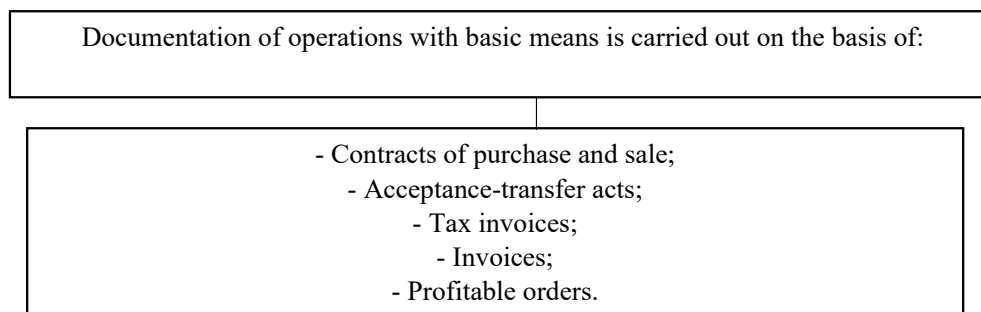 Documentation of operations with basic means is carried out on the basis of:
- Contracts of purchase and sale;
- Acceptance-transfer acts;
- Tax invoices;
- Invoices;
- Profitable orders.